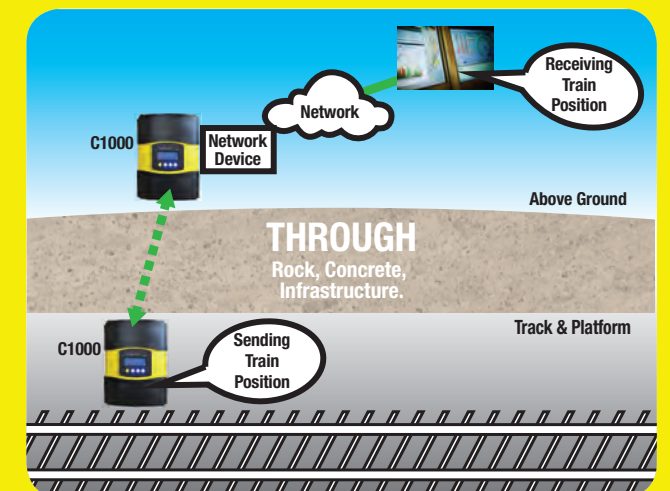 Receiving
Train
Position
Network
C1000
Network
Device
Above Ground
THROUGH
Rock, Concrete,
Infrastructure.
Track & Platform
C1000
Sending
Train
Position